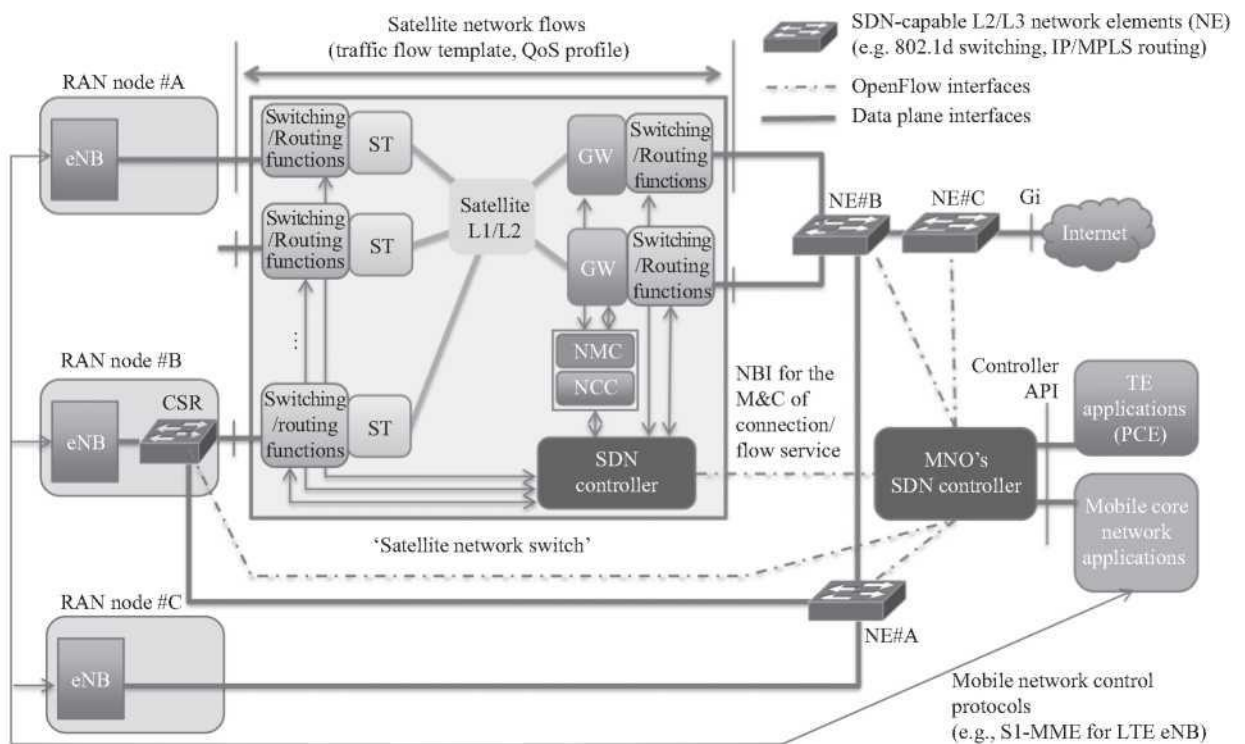 Satellite network flows
(traffic flow template, QoS profile)
SDN-capable L2/L3 network elements (NE)
(e.g. 802.1d switching, IP/MPLS routing)
OpenFlow interfaces
Data plane interfaces
RAN node #A
eNB
Switching
/Routing
functions
ST
GW
Switching
/Routing
functions
Satellite
L1/L2
Switching
/Routing
functions
ST
GW
Switching
/Routing
functions
NE#B
NE#C
Gi
Internet
...
NMC
NCC
RAN node #B
CSR
eNB
Switching
/routing
functions
ST
SDN
controller
NBI for the
M&C of
connection/
flow service
Controller
API
TE
applications
(PCE)
MNO's
SDN controller
Mobile core
network
applications
'Satellite network switch'
RAN node #C
eNB
NE#A
Mobile network control
protocols
(e.g., S1-MME for LTE eNB)